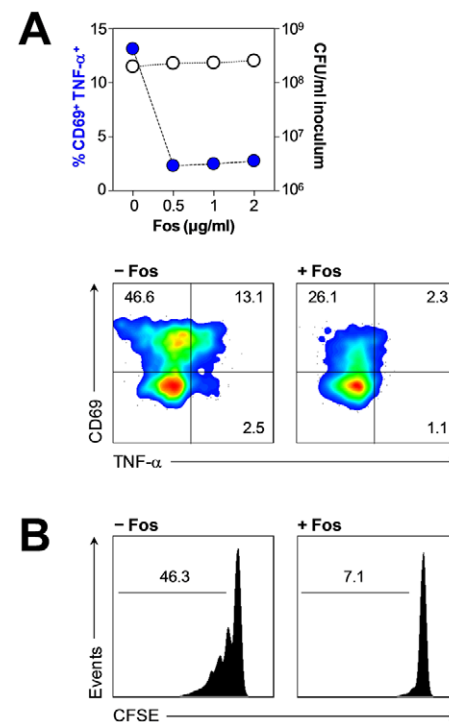 A
15
10
5
0
% CD69⁺ TNF-α⁺
10⁹
10⁸
10⁷
10⁶
CFU/ml inoculum
0 0.5 1 2
Fos (µg/ml)
– Fos
+ Fos
46.6 13.1
26.1 2.3
2.5
1.1
CD69
TNF-α
B
– Fos
+ Fos
46.3
7.1
Events
CFSE